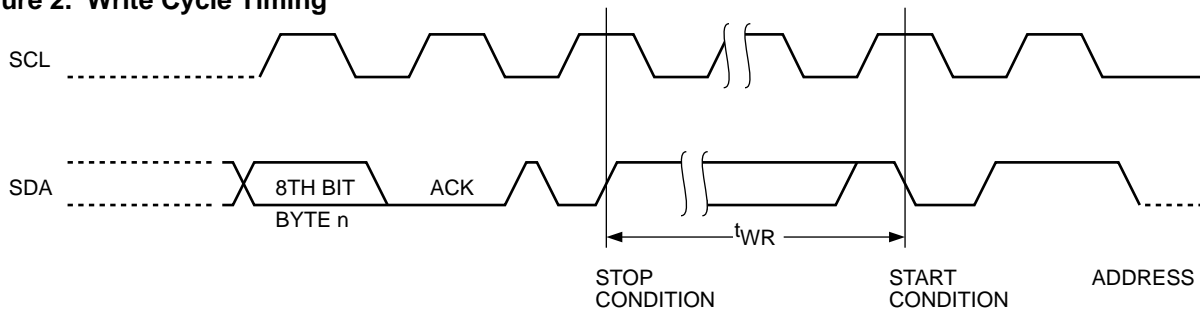 ure 2. Write Cycle Timing
SCL
SDA
8TH BIT
ACK
BYTE n
tWR
STOP
CONDITION
START
CONDITION
ADDRESS